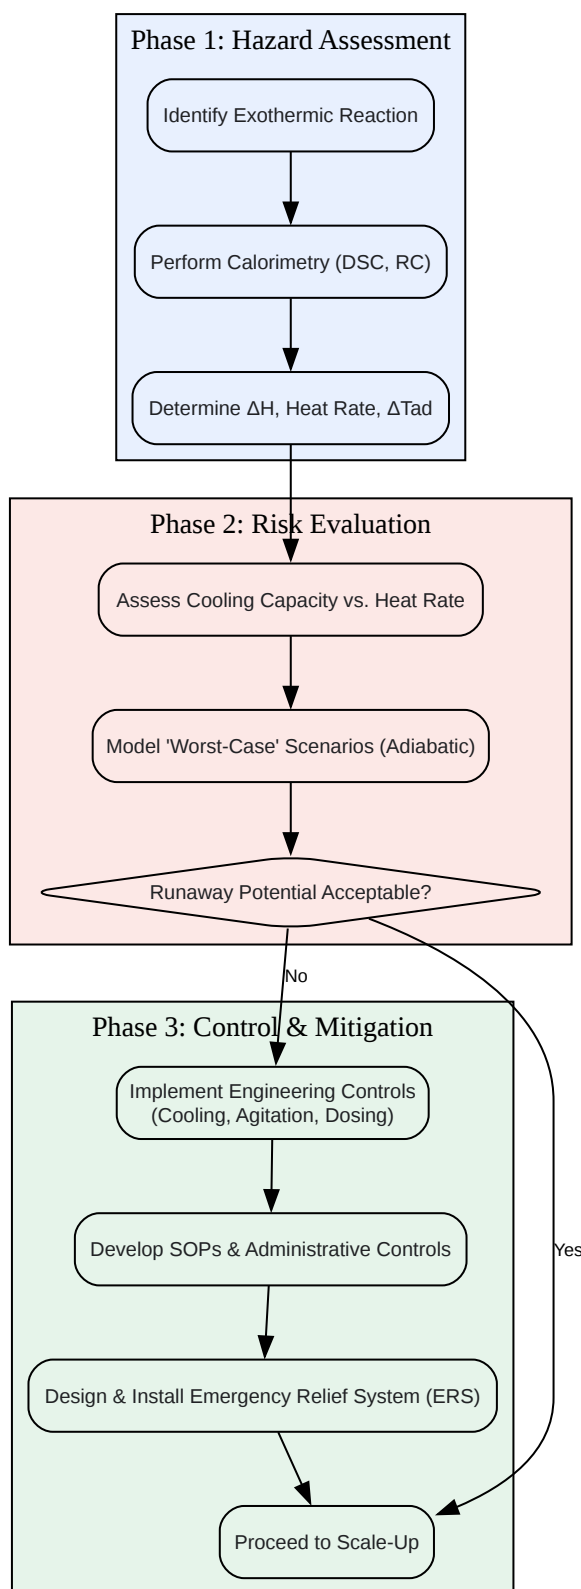 Phase 1: Hazard Assessment
Identify Exothermic Reaction
Perform Calorimetry (DSC, RC)
Determine ΔH, Heat Rate, ΔTad
Phase 2: Risk Evaluation
Assess Cooling Capacity vs. Heat Rate
Model 'Worst-Case' Scenarios (Adiabatic)
Runaway Potential Acceptable?
No
Phase 3: Control & Mitigation
Implement Engineering Controls
(Cooling, Agitation, Dosing)
Develop SOPs & Administrative Controls
Yes
Design & Install Emergency Relief System (ERS)
Proceed to Scale-Up